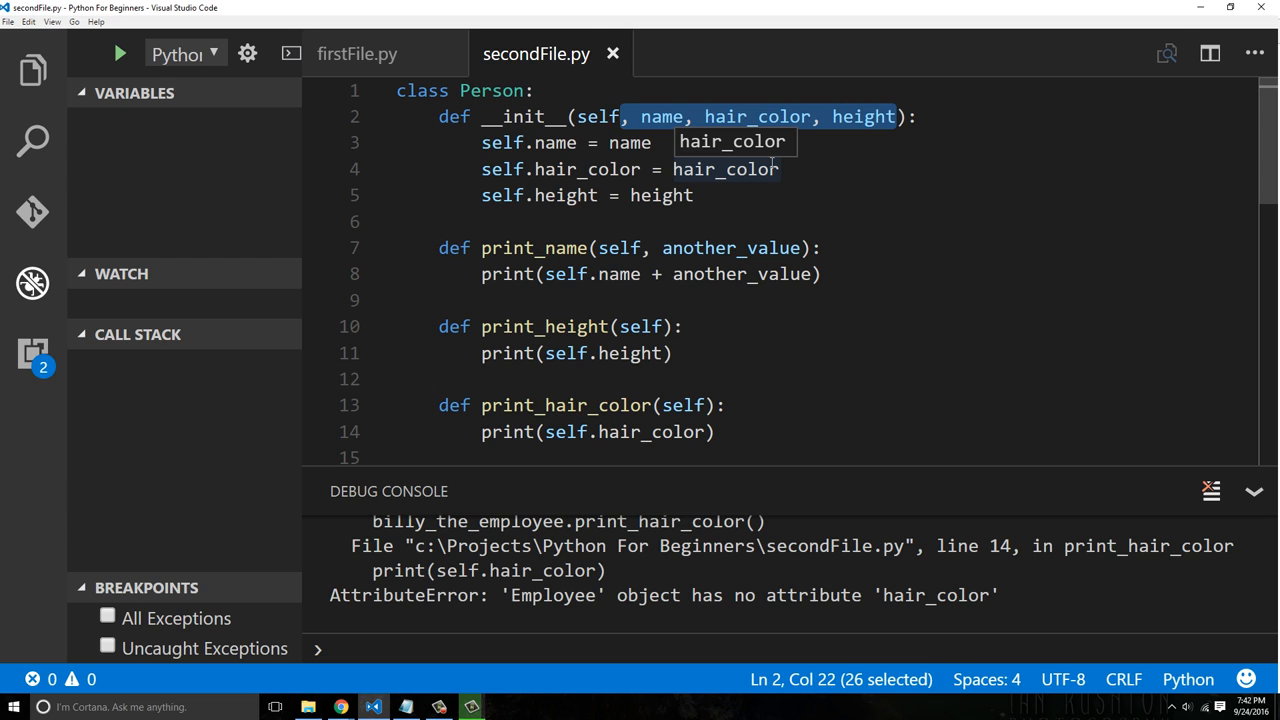 secondFile.py - Python For Beginners - Visual Studio Code
File Edit View Go Help
Pythor
firstFile.py
secondFile.py
VARIABLES
WATCH
CALL STACK
BREAKPOINTS
All Exceptions
Uncaught Exceptions
2
1 class Person:
2 def __init__(self, name, hair_color, height):
3 self.name = name
hair_color
4 self.hair_color = hair_color
5 self.height = height
6
7 def print_name(self, another_value):
8 print(self.name + another_value)
9
10 def print_height(self):
11 print(self.height)
12
13 def print_hair_color(self):
14 print(self.hair_color)
15
DEBUG CONSOLE
billy_the_employee.print_hair_color()
File "c:\Projects\Python For Beginners\secondFile.py", line 14, in print_hair_color
print(self.hair_color)
AttributeError: 'Employee' object has no attribute 'hair_color'
0 0 Ln 2, Col 22 (26 selected) Spaces: 4 UTF-8 CRLF Python
I'm Cortana. Ask me anything.
7:42 PM
9/24/2016